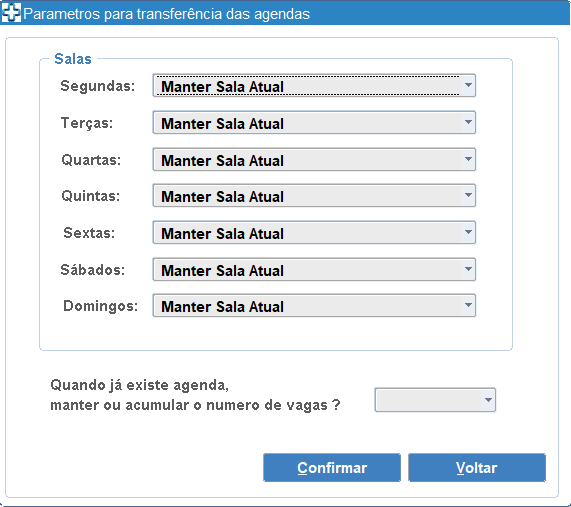 Parametros para transferência das agendas
Salas
Segundas: Manter Sala Atual
Terças: Manter Sala Atual
Quartas: Manter Sala Atual
Quintas: Manter Sala Atual
Sextas: Manter Sala Atual
Sábados: Manter Sala Atual
Domingos: Manter Sala Atual
Quando já existe agenda,
manter ou acumular o numero de vagas ?
Confirmar Voltar